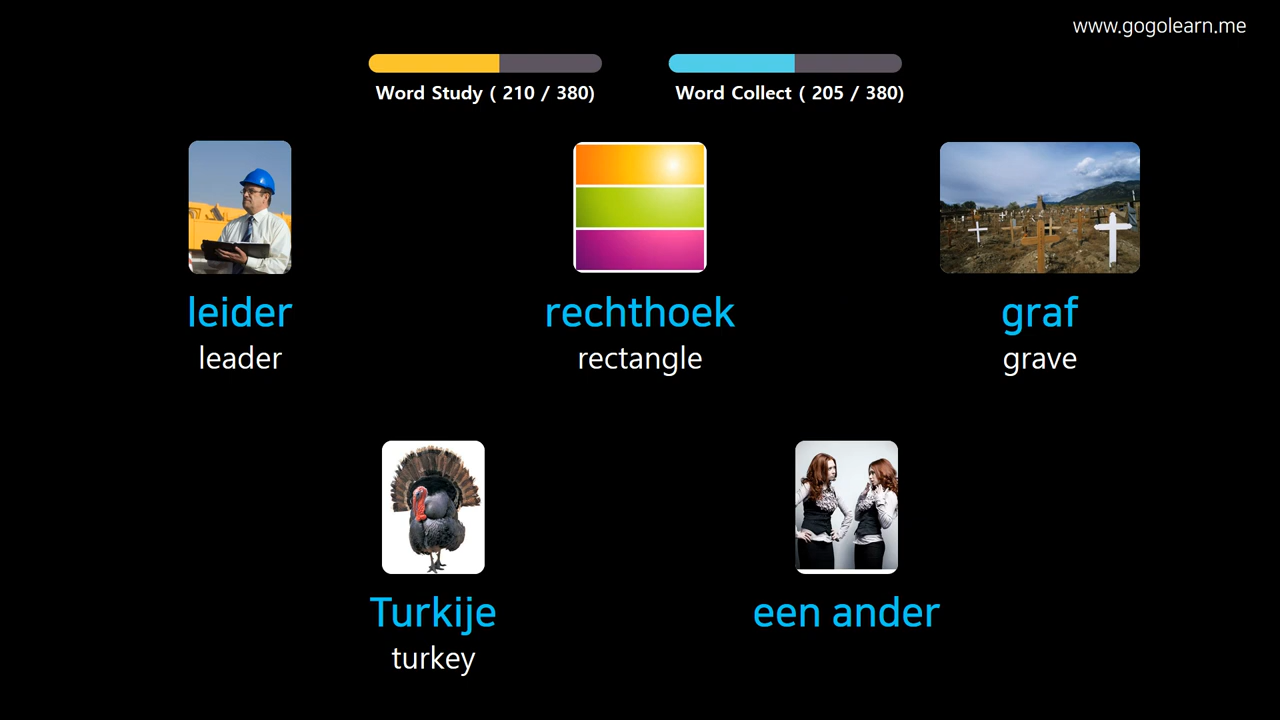 www.gogolearn.me
Word Study ( 210 / 380)
Word Collect ( 205 / 380)
leider
leader
rechthoek
rectangle
graf
grave
Turkije
turkey
een ander